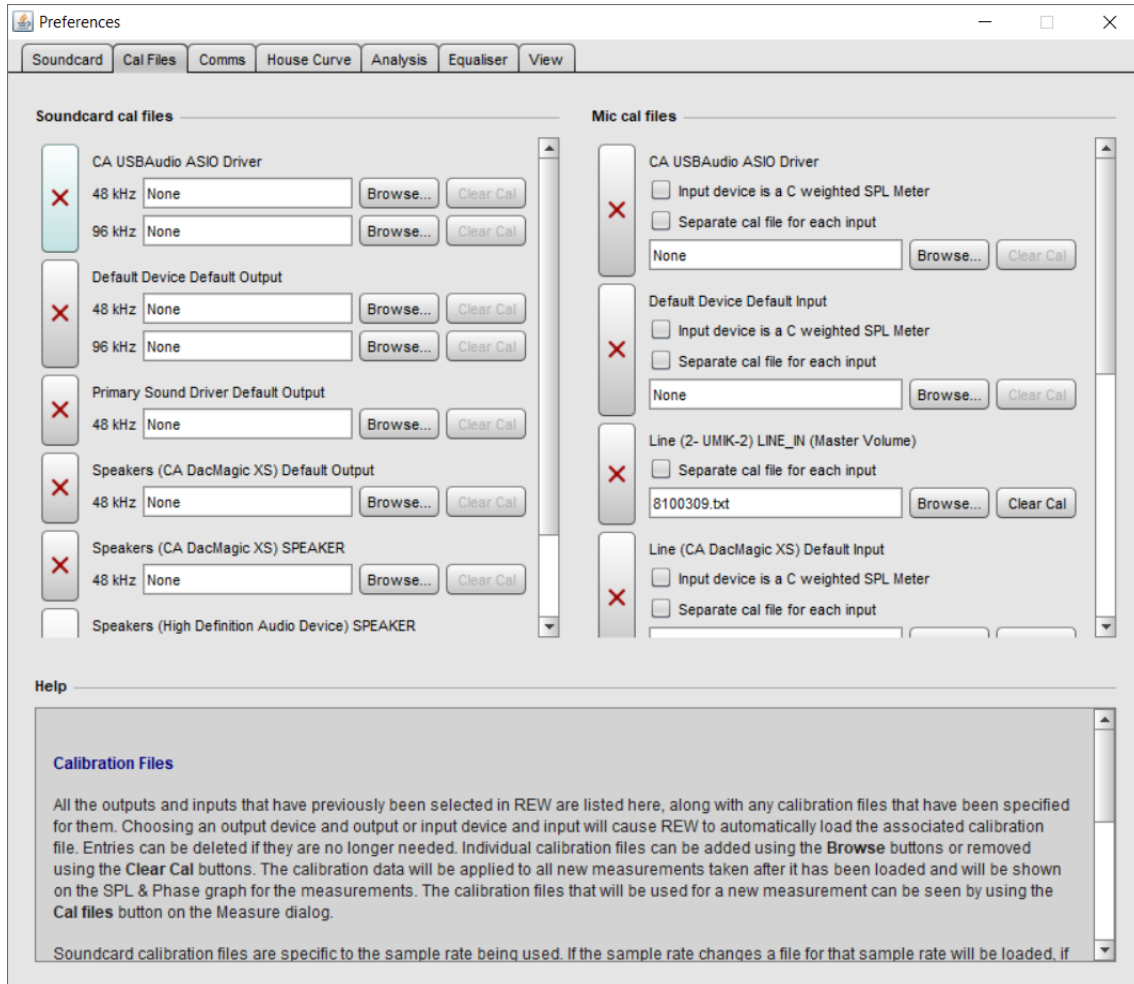 Preferences
Soundcard Cal Files Comms House Curve Analysis Equaliser View
Soundcard cal files
CA USBAudio ASIO Driver
48 kHz None Browse... Clear Cal
96 kHz None Browse... Clear Cal
Default Device Default Output
48 kHz None Browse... Clear Cal
96 kHz None Browse... Clear Cal
Primary Sound Driver Default Output
48 kHz None Browse... Clear Cal
Speakers (CA DacMagic XS) Default Output
48 kHz None Browse... Clear Cal
Speakers (CA DacMagic XS) SPEAKER
48 kHz None Browse... Clear Cal
Speakers (High Definition Audio Device) SPEAKER
Mic cal files
CA USBAudio ASIO Driver
Input device is a C weighted SPL Meter
Separate cal file for each input
None Browse... Clear Cal
Default Device Default Input
Input device is a C weighted SPL Meter
Separate cal file for each input
None Browse... Clear Cal
Line (2- UMIK-2) LINE_IN (Master Volume)
Separate cal file for each input
8100309.txt Browse... Clear Cal
Line (CA DacMagic XS) Default Input
Input device is a C weighted SPL Meter
Separate cal file for each input
Help
Calibration Files
All the outputs and inputs that have previously been selected in REW are listed here, along with any calibration files that have been specified
for them. Choosing an output device and output or input device and input will cause REW to automatically load the associated calibration
file. Entries can be deleted if they are no longer needed. Individual calibration files can be added using the Browse buttons or removed
using the Clear Cal buttons. The calibration data will be applied to all new measurements taken after it has been loaded and will be shown
on the SPL & Phase graph for the measurements. The calibration files that will be used for a new measurement can be seen by using the
Cal files button on the Measure dialog.
Soundcard calibration files are specific to the sample rate being used. If the sample rate changes a file for that sample rate will be loaded, if